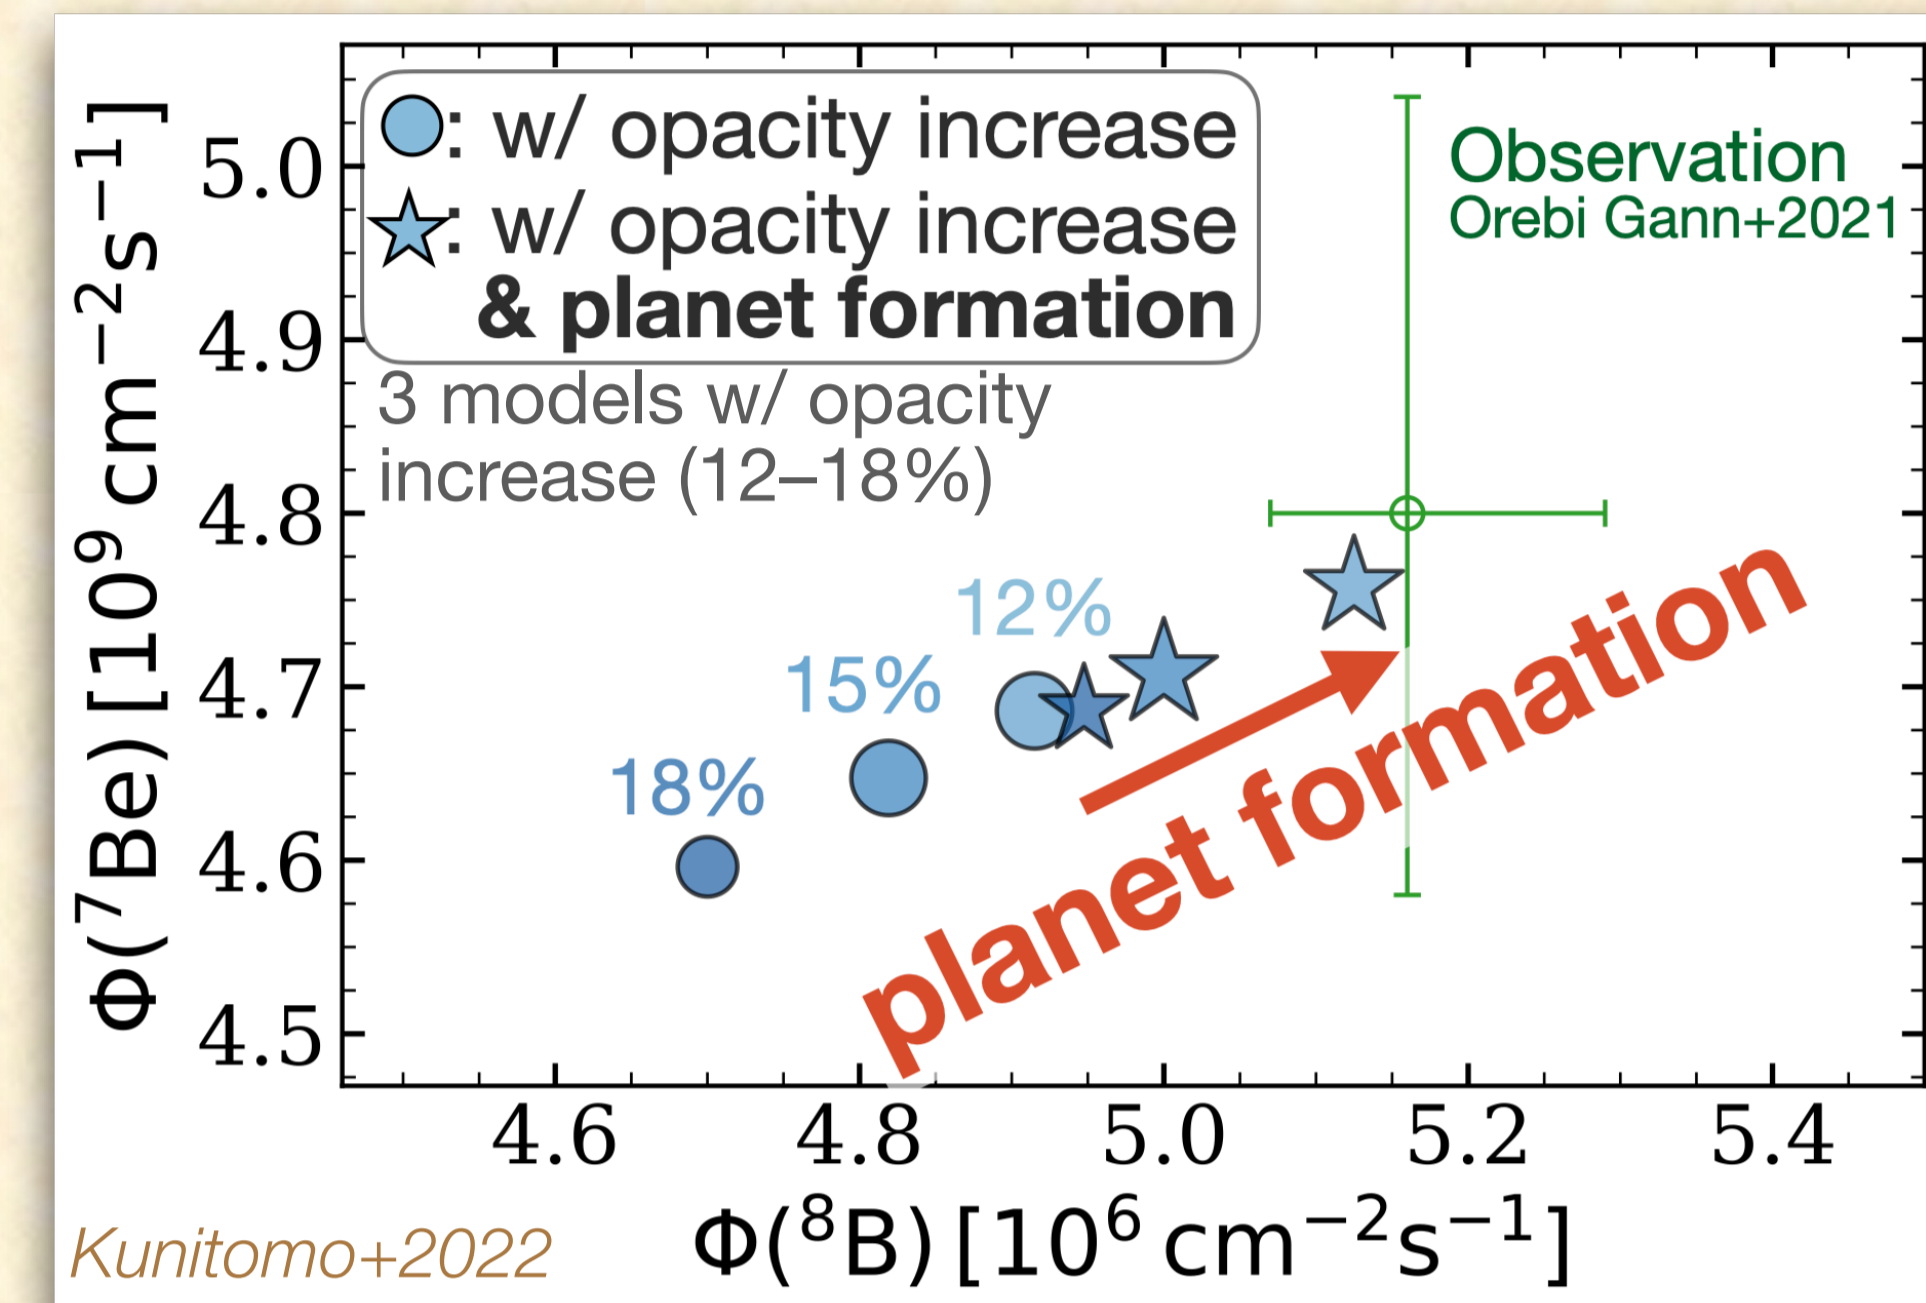 : w/ opacity increase
: w/ opacity increase
& planet formation
3 models w/ opacity
increase (12–18%)
Observation
Orebi Gann+2021
12%
15%
18%
planet formation
5.0
4.9
4.8
4.7
4.6
4.5
Φ(⁷Be) [10⁹ cm⁻²s⁻¹]
4.6 4.8 5.0 5.2 5.4
Φ(⁸B) [10⁶ cm⁻²s⁻¹]
Kunitomo+2022